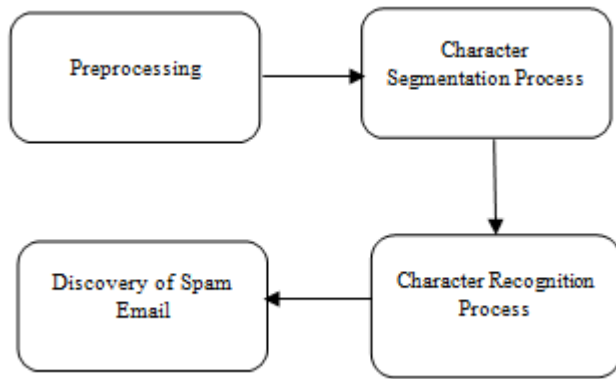 Preprocessing
Character
Segmentation Process
Character Recognition
Process
Discovery of Spam
Email